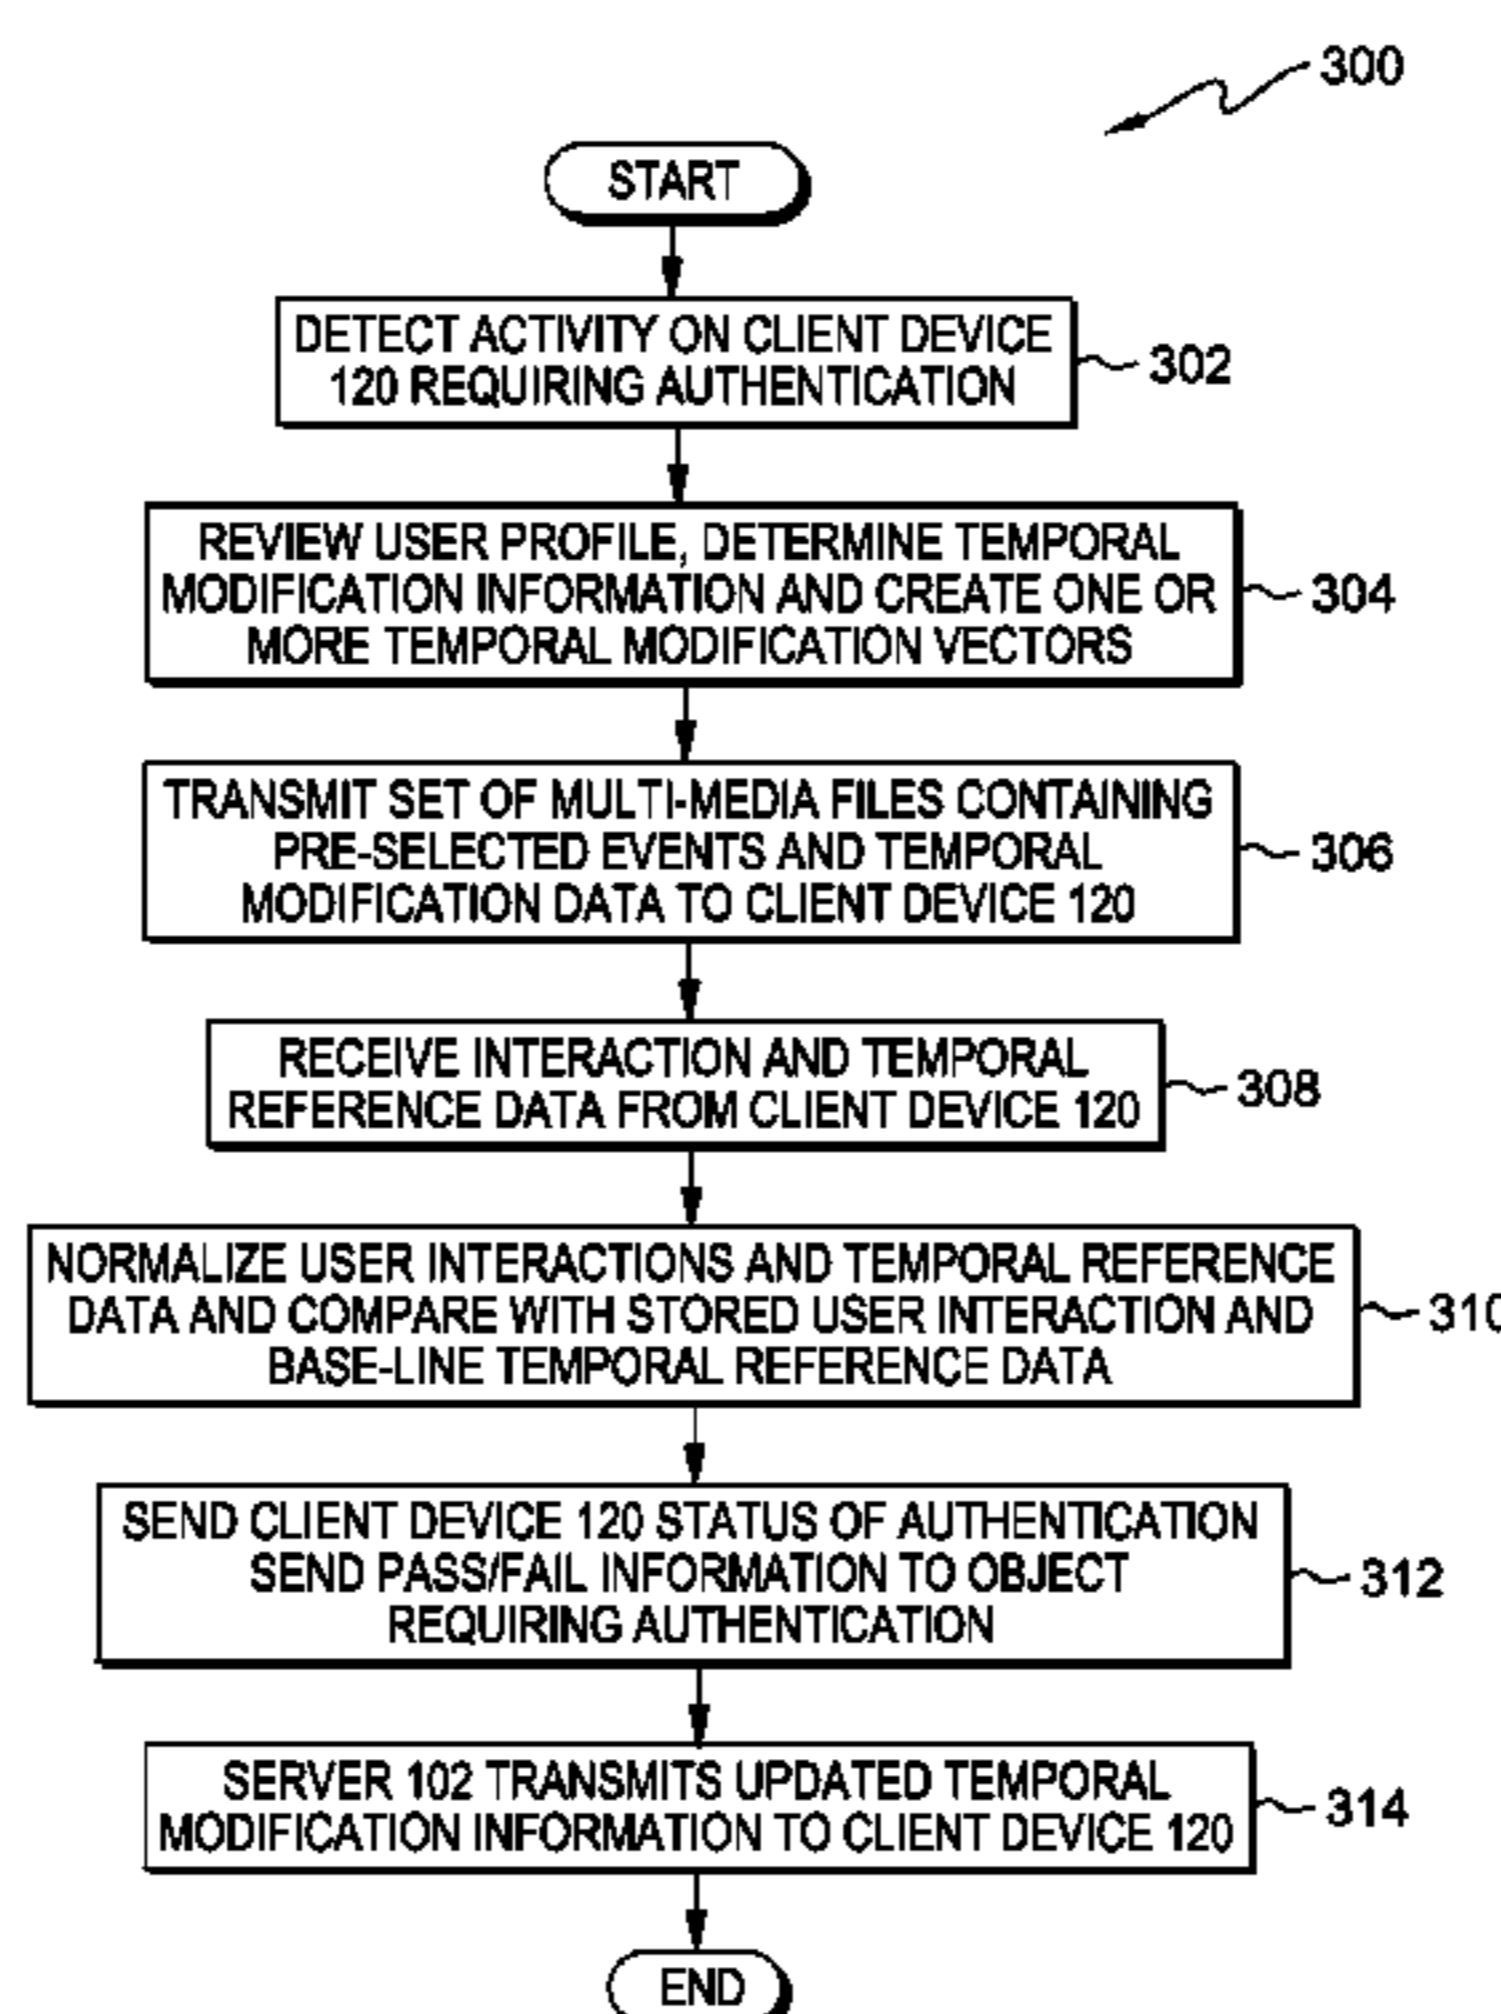 300
START
DETECT ACTIVITY ON CLIENT DEVICE
120 REQUIRING AUTHENTICATION
302
REVIEW USER PROFILE, DETERMINE TEMPORAL
MODIFICATION INFORMATION AND CREATE ONE OR
MORE TEMPORAL MODIFICATION VECTORS
304
TRANSMIT SET OF MULTI-MEDIA FILES CONTAINING
PRE-SELECTED EVENTS AND TEMPORAL
MODIFICATION DATA TO CLIENT DEVICE 120
306
RECEIVE INTERACTION AND TEMPORAL
REFERENCE DATA FROM CLIENT DEVICE 120
308
NORMALIZE USER INTERACTIONS AND TEMPORAL REFERENCE
DATA AND COMPARE WITH STORED USER INTERACTION AND
BASE-LINE TEMPORAL REFERENCE DATA
310
SEND CLIENT DEVICE 120 STATUS OF AUTHENTICATION
SEND PASS/FAIL INFORMATION TO OBJECT
REQUIRING AUTHENTICATION
312
SERVER 102 TRANSMITS UPDATED TEMPORAL
MODIFICATION INFORMATION TO CLIENT DEVICE 120
314
END